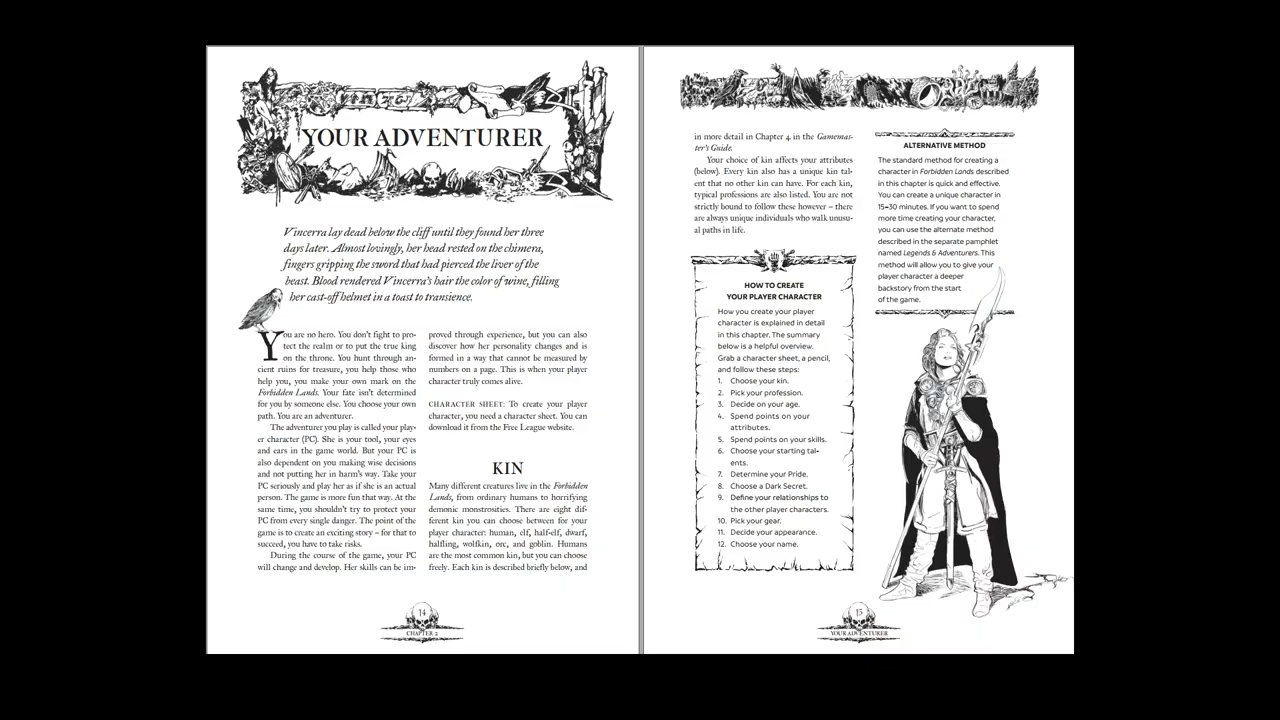 YOUR ADVENTURER
Vincerra lay dead below the cliff until they found her three
days later. Almost lovingly, her head rested on the chimera,
fingers gripping the sword that had pierced the liver of the
beast. Blood rendered Vincerra's hair the color of wine, filling
her cast-off helmet in a toast to transience.
You are no hero. You don't fight to pro-
tect the realm or to put the true king
on the throne. You hunt through an-
cient ruins for treasure, you help those who
help you, you make your own mark on the
Forbidden Lands. Your fate isn't determined
for you by someone else. You choose your own
path. You are an adventurer.
The adventurer you play is called your play-
er character (PC). She is your tool, your eyes
and ears in the game world. But your PC is
also dependent on you making wise decisions
and not putting her in harm's way. Take your
PC seriously and play her as if she is an actual
person. The game is more fun that way. At the
same time, you shouldn't try to protect your
PC from every single danger. The point of the
game is to create an exciting story – for that to
succeed, you have to take risks.
During the course of the game, your PC
will change and develop. Her skills can be im-
proved through experience, but you can also
discover how her personality changes and is
formed in a way that cannot be measured by
numbers on a page. This is when your player
character truly comes alive.
CHARACTER SHEET: To create your player
character, you need a character sheet. You can
download it from the Free League website.
KIN
Many different creatures live in the Forbidden
Lands, from ordinary humans to horrifying
demonic monstrosities. There are eight dif-
ferent kin you can choose between for your
player character: human, elf, half-elf, dwarf,
halfling, wolfkin, orc, and goblin. Humans
are the most common kin, but you can choose
freely. Each kin is described briefly below, and
14
CHAPTER 2
in more detail in Chapter 4 in the Gamemas-
ter's Guide.
Your choice of kin affects your attributes
(below). Every kin also has a unique kin tal-
ent that no other kin can have. For each kin,
typical professions are also listed. You are not
strictly bound to follow these however – there
are always unique individuals who walk unusu-
al paths in life.
HOW TO CREATE
YOUR PLAYER CHARACTER
How you create your player
character is explained in detail
in this chapter. The summary
below is a helpful overview.
Grab a character sheet, a pencil,
and follow these steps:
1. Choose your kin.
2. Pick your profession.
3. Decide on your age.
4. Spend points on your
attributes.
5. Spend points on your skills.
6. Choose your starting tal-
ents.
7. Determine your Pride.
8. Choose a Dark Secret.
9. Define your relationships to
the other player characters.
10. Pick your gear.
11. Decide your appearance.
12. Choose your name.
ALTERNATIVE METHOD
The standard method for creating a
character in Forbidden Lands described
in this chapter is quick and effective.
You can create a unique character in
15–30 minutes. If you want to spend
more time creating your character,
you can use the alternate method
described in the separate pamphlet
named Legends & Adventurers. This
method will allow you to give your
player character a deeper
backstory from the start
of the game.
15
YOUR ADVENTURER